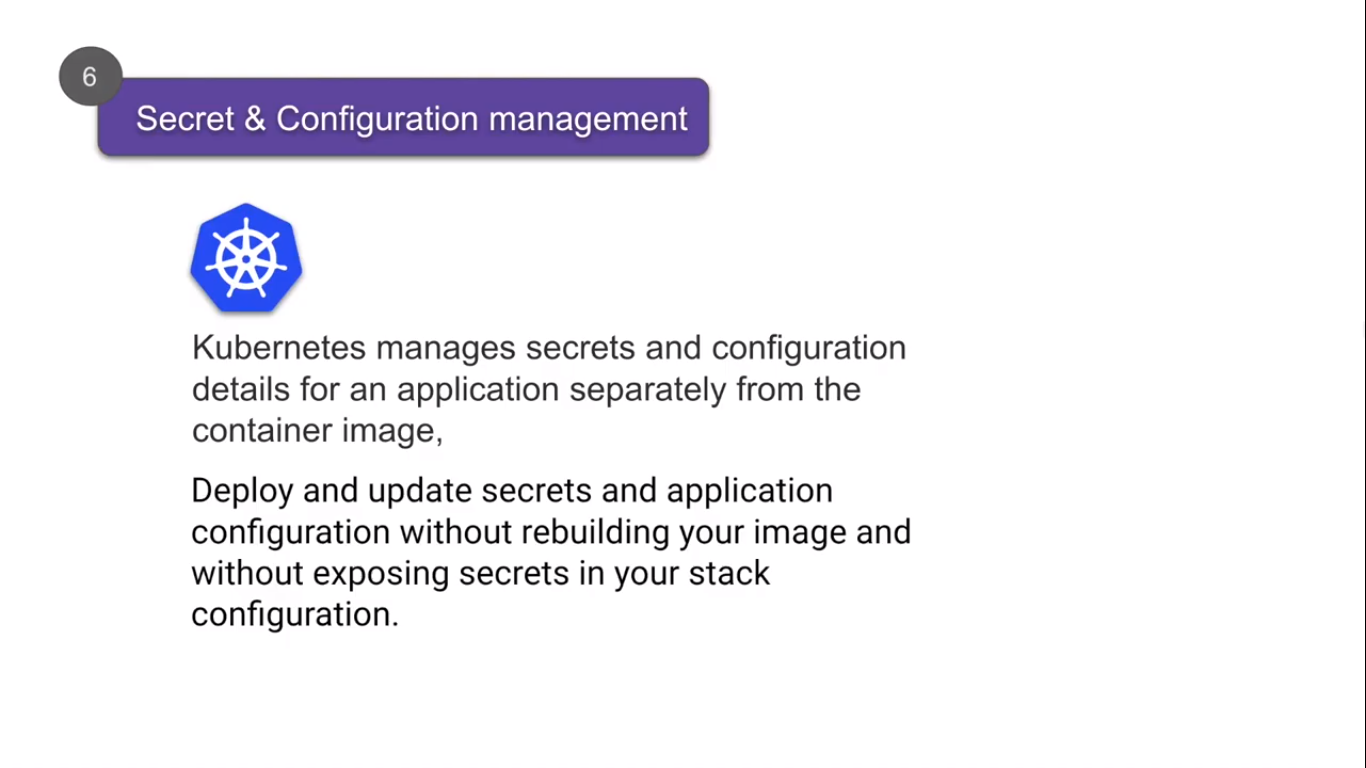 6
Secret & Configuration management
Kubernetes manages secrets and configuration
details for an application separately from the
container image,
Deploy and update secrets and application
configuration without rebuilding your image and
without exposing secrets in your stack
configuration.